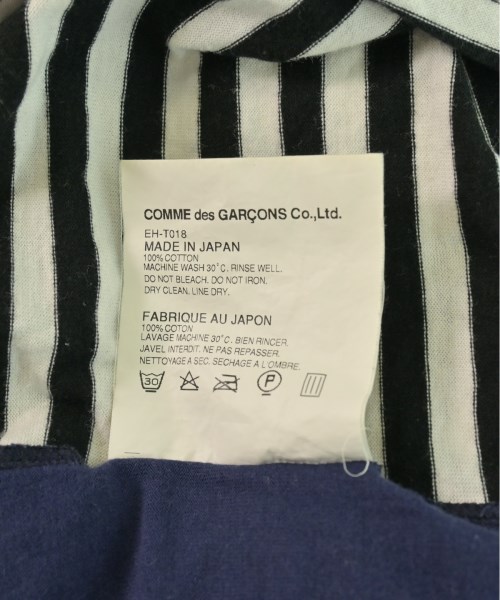 COMME des GARÇONS Co.,Ltd.
EH-T018
MADE IN JAPAN
100% COTTON
MACHINE WASH 30°C. RINSE WELL.
DO NOT BLEACH. DO NOT IRON.
DRY CLEAN. LINE DRY.
FABRIQUE AU JAPON
100% COTON
LAVAGE MACHINE 30°C. BIEN RINCER.
JAVEL INTERDIT. NE PAS REPASSER.
NETTOYAGE A SEC. SECHAGE A L'OMBRE.
30 P